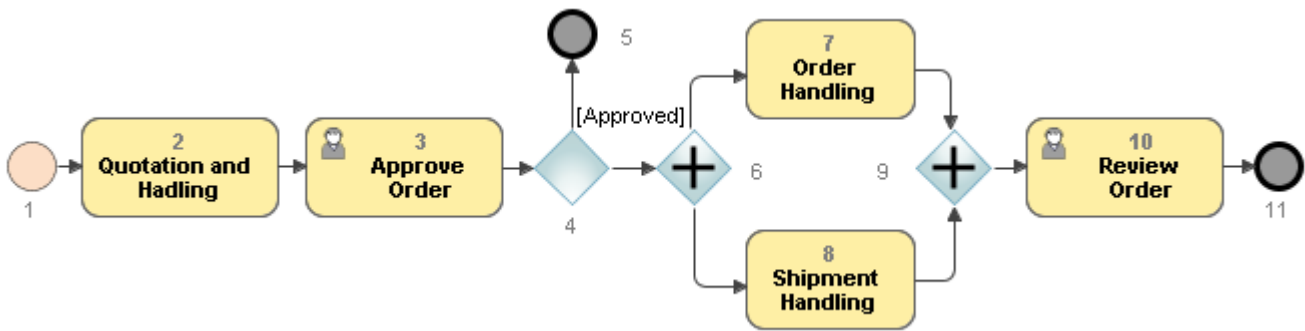 1
2
Quotation and
Hadling
3
Approve
Order
4
5
[Approved]
6
7
Order
Handling
8
Shipment
Handling
9
10
Review
Order
11